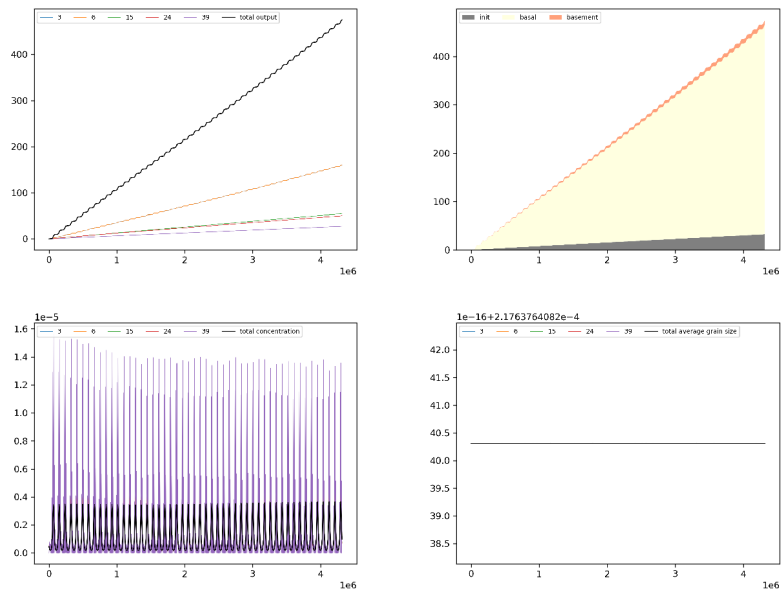 3 6 15 24 39 total output
400
300
200
100
0
0 1 2 3 4
1e6
init basal basement
400
300
200
100
0
0 1 2 3 4
1e6
1e−5
3 6 15 24 39 total concentration
1.6
1.4
1.2
1.0
0.8
0.6
0.4
0.2
0.0
0 1 2 3 4
1e6
1e−16+2.1763764082e−4
3 6 15 24 39 total average grain size
42.0
41.5
41.0
40.5
40.0
39.5
39.0
38.5
0 1 2 3 4
1e6